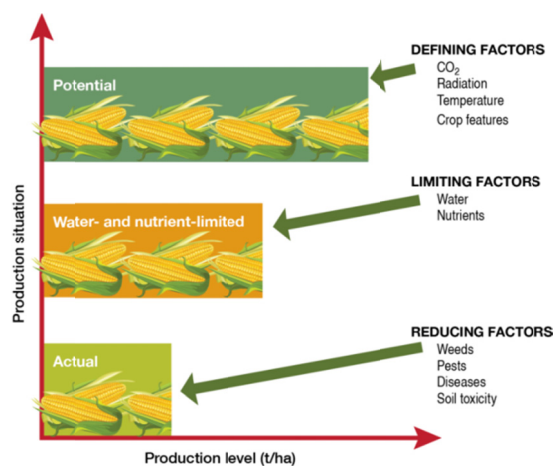 DEFINING FACTORS
CO₂
Radiation
Temperature
Crop features
Potential
LIMITING FACTORS
Water
Nutrients
Water- and nutrient-limited
REDUCING FACTORS
Weeds
Pests
Diseases
Soil toxicity
Actual
Production situation
Production level (t/ha)